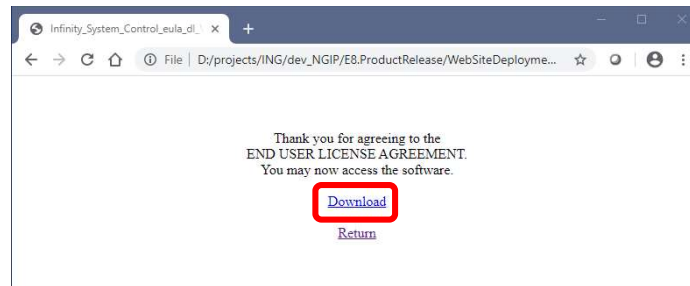 Infinity_System_Control_eula_dl_
File | D:/projects/ING/dev_NGIP/E8.ProductRelease/WebSiteDeployme...
Thank you for agreeing to the
END USER LICENSE AGREEMENT.
You may now access the software.
Download
Return